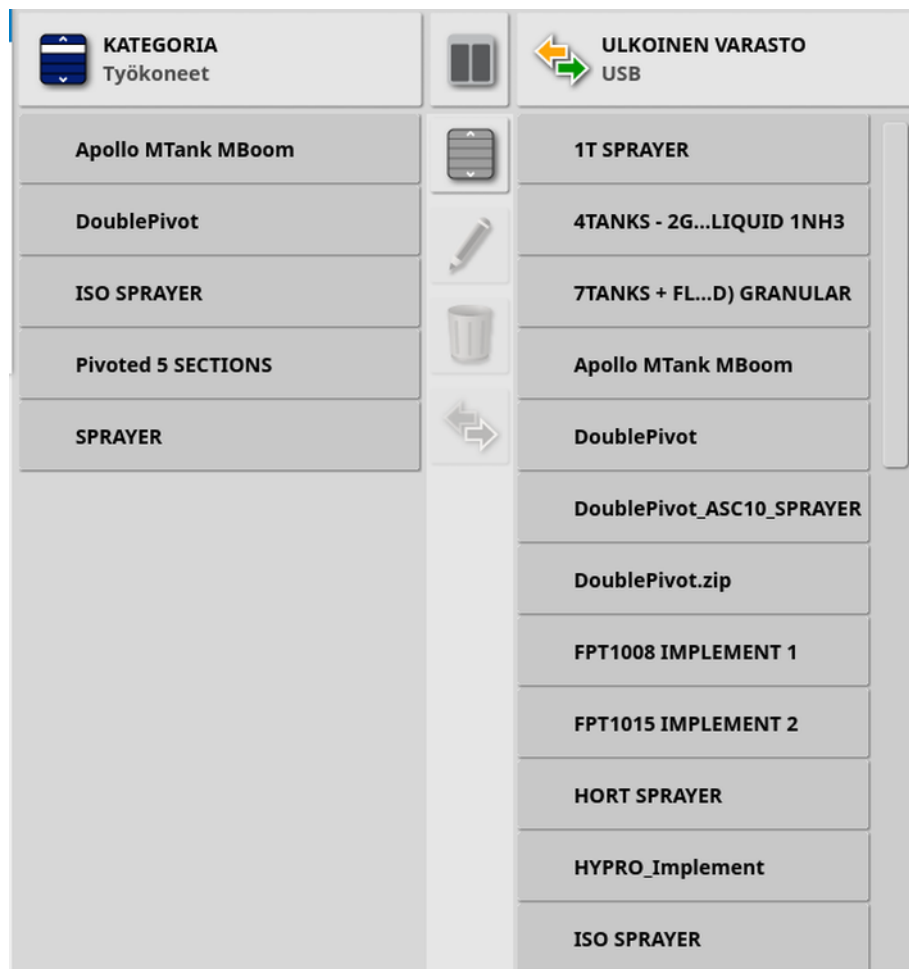 KATEGORIA
Työkoneet
Apollo MTank MBoom
DoublePivot
ISO SPRAYER
Pivoted 5 SECTIONS
SPRAYER
ULKOINEN VARASTO
USB
1T SPRAYER
4TANKS - 2G...LIQUID 1NH3
7TANKS + FL...D) GRANULAR
Apollo MTank MBoom
DoublePivot
DoublePivot_ASC10_SPRAYER
DoublePivot.zip
FPT1008 IMPLEMENT 1
FPT1015 IMPLEMENT 2
HORT SPRAYER
HYPRO_Implement
ISO SPRAYER